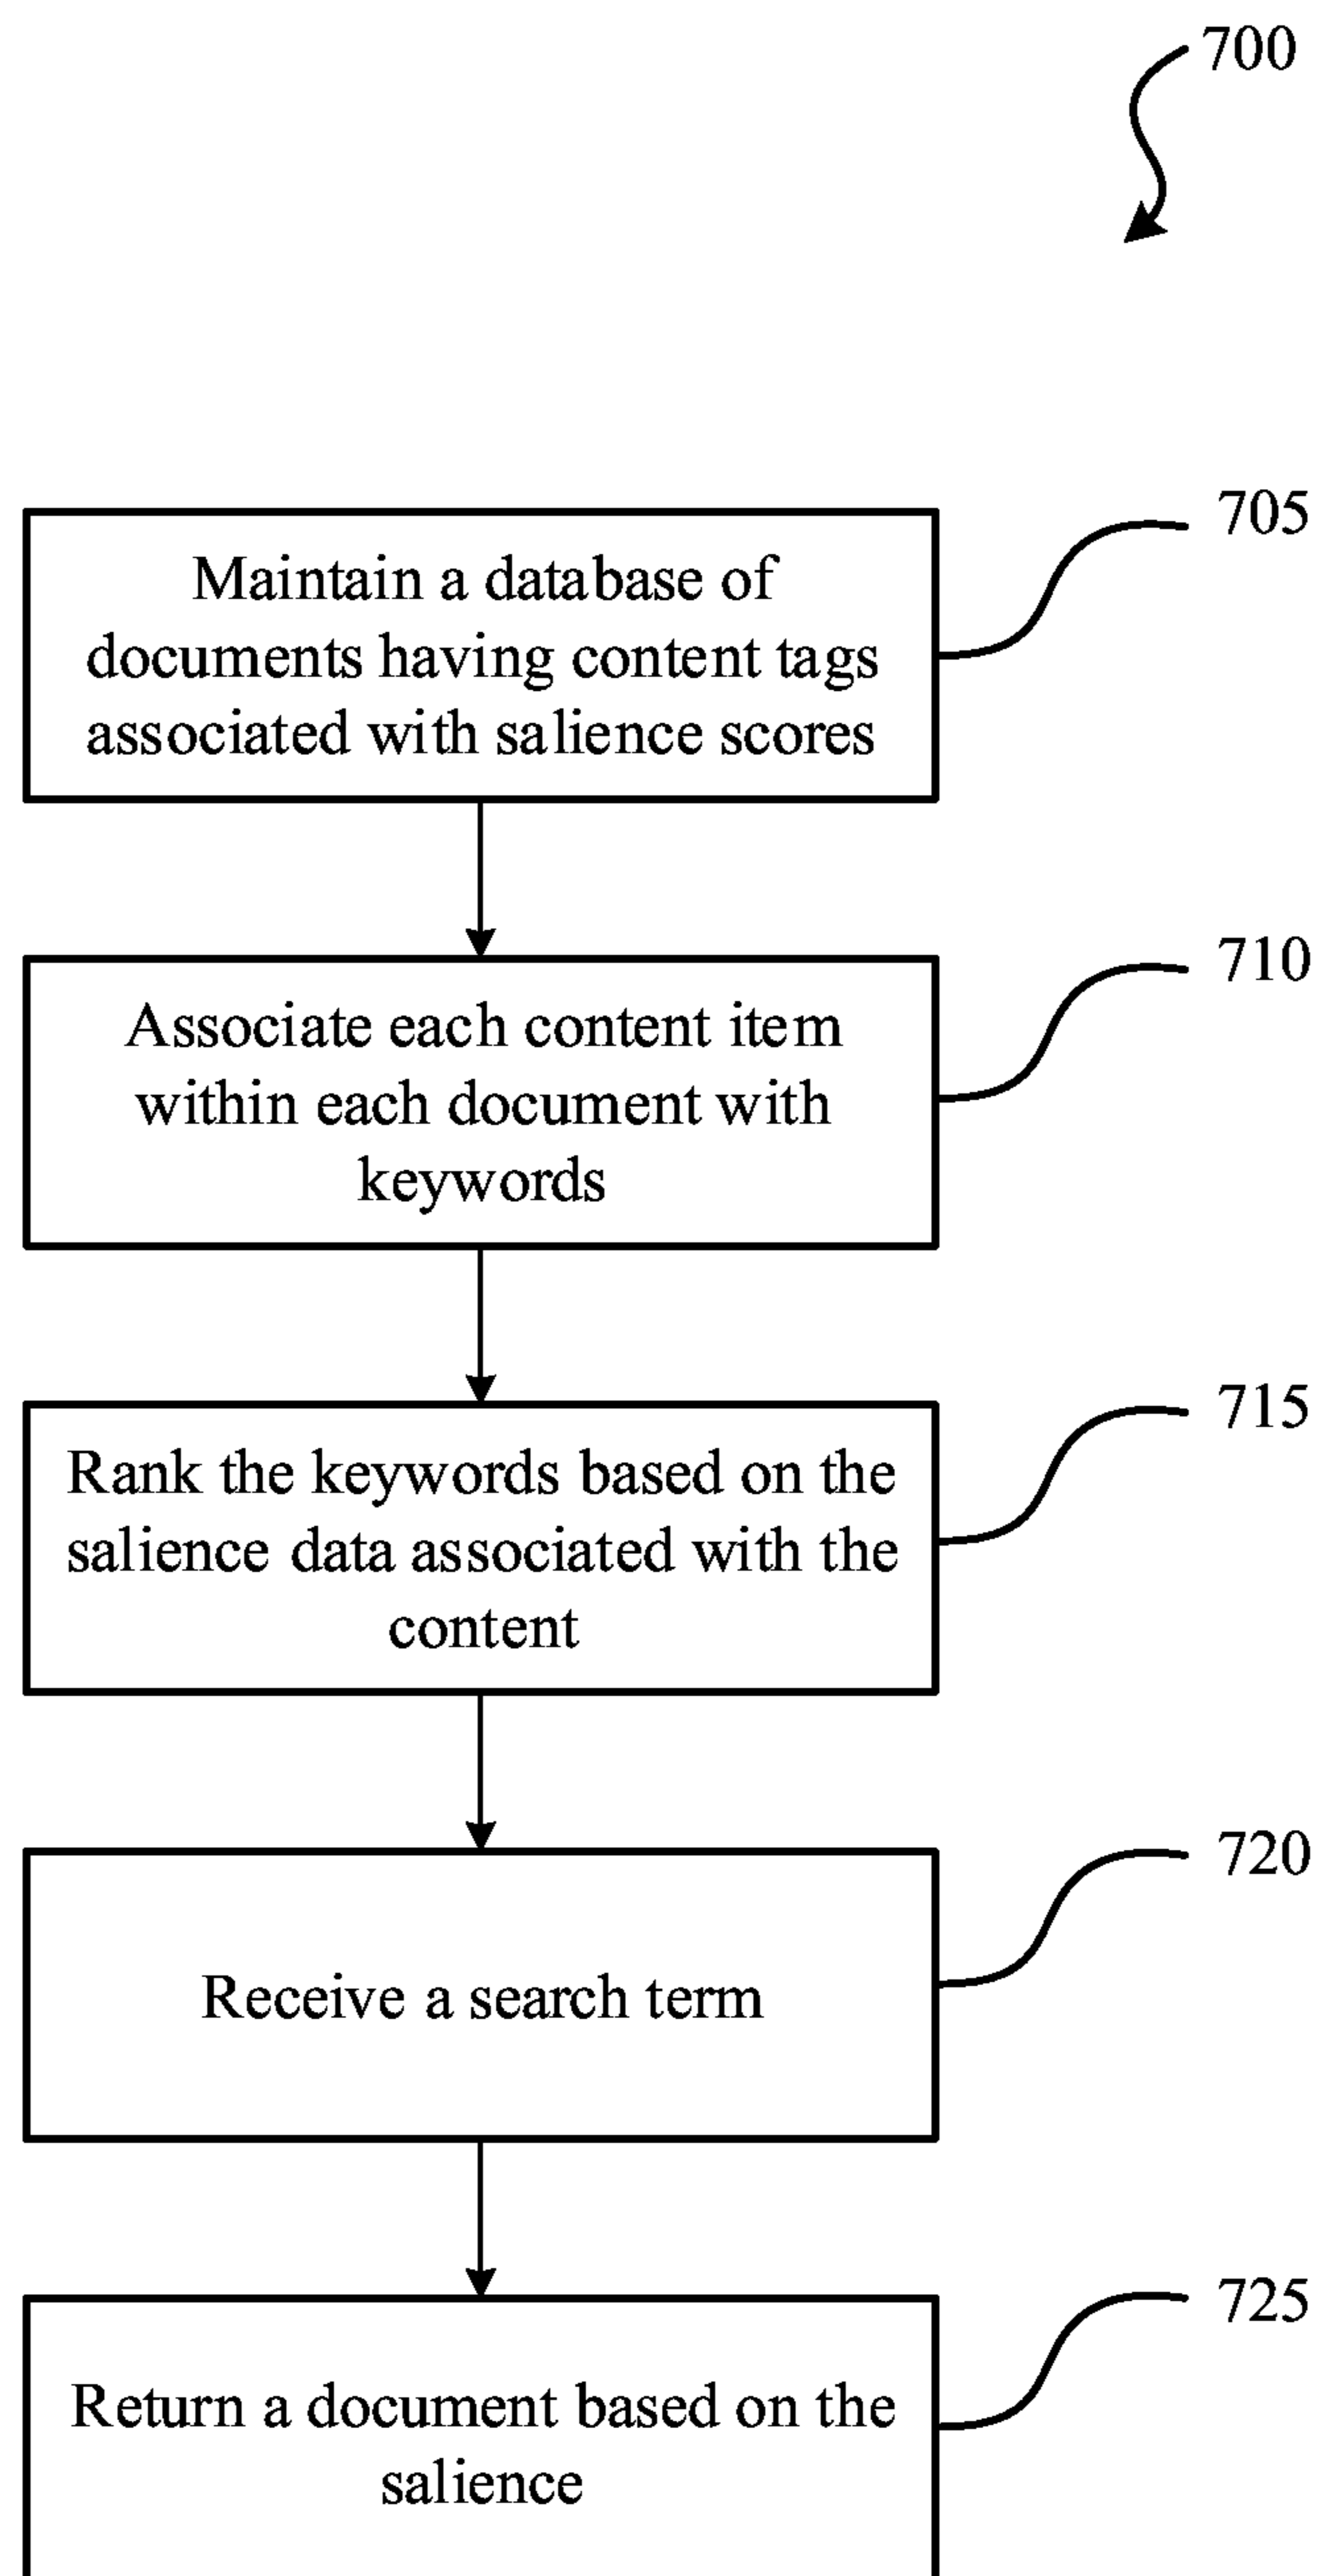 700
705
Maintain a database of
documents having content tags
associated with salience scores
710
Associate each content item
within each document with
keywords
715
Rank the keywords based on the
salience data associated with the
content
720
Receive a search term
725
Return a document based on the
salience